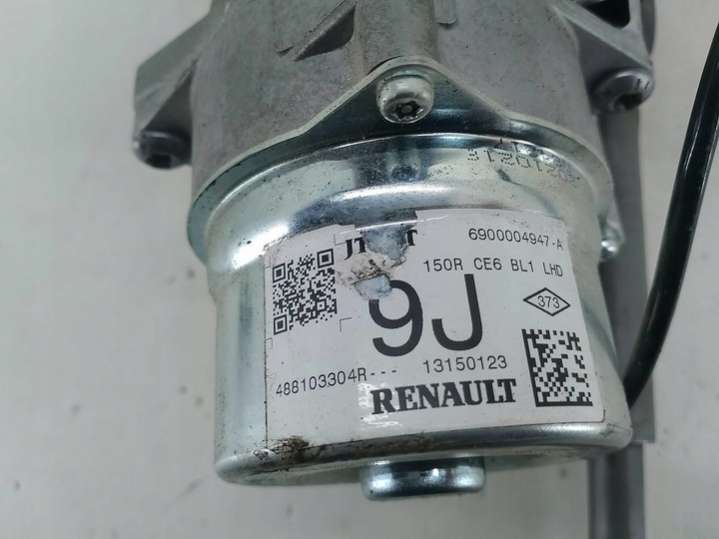 6900004947-A
150R CE6 BL1 LHD
9J
373
488103304R---
13150123
RENAULT